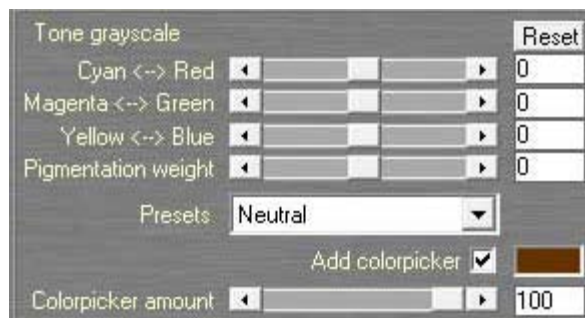 Tone grayscale Reset
Cyan <--> Red 0
Magenta <--> Green 0
Yellow <--> Blue 0
Pigmentation weight 0
Presets Neutral
Add colorpicker
Colorpicker amount 100